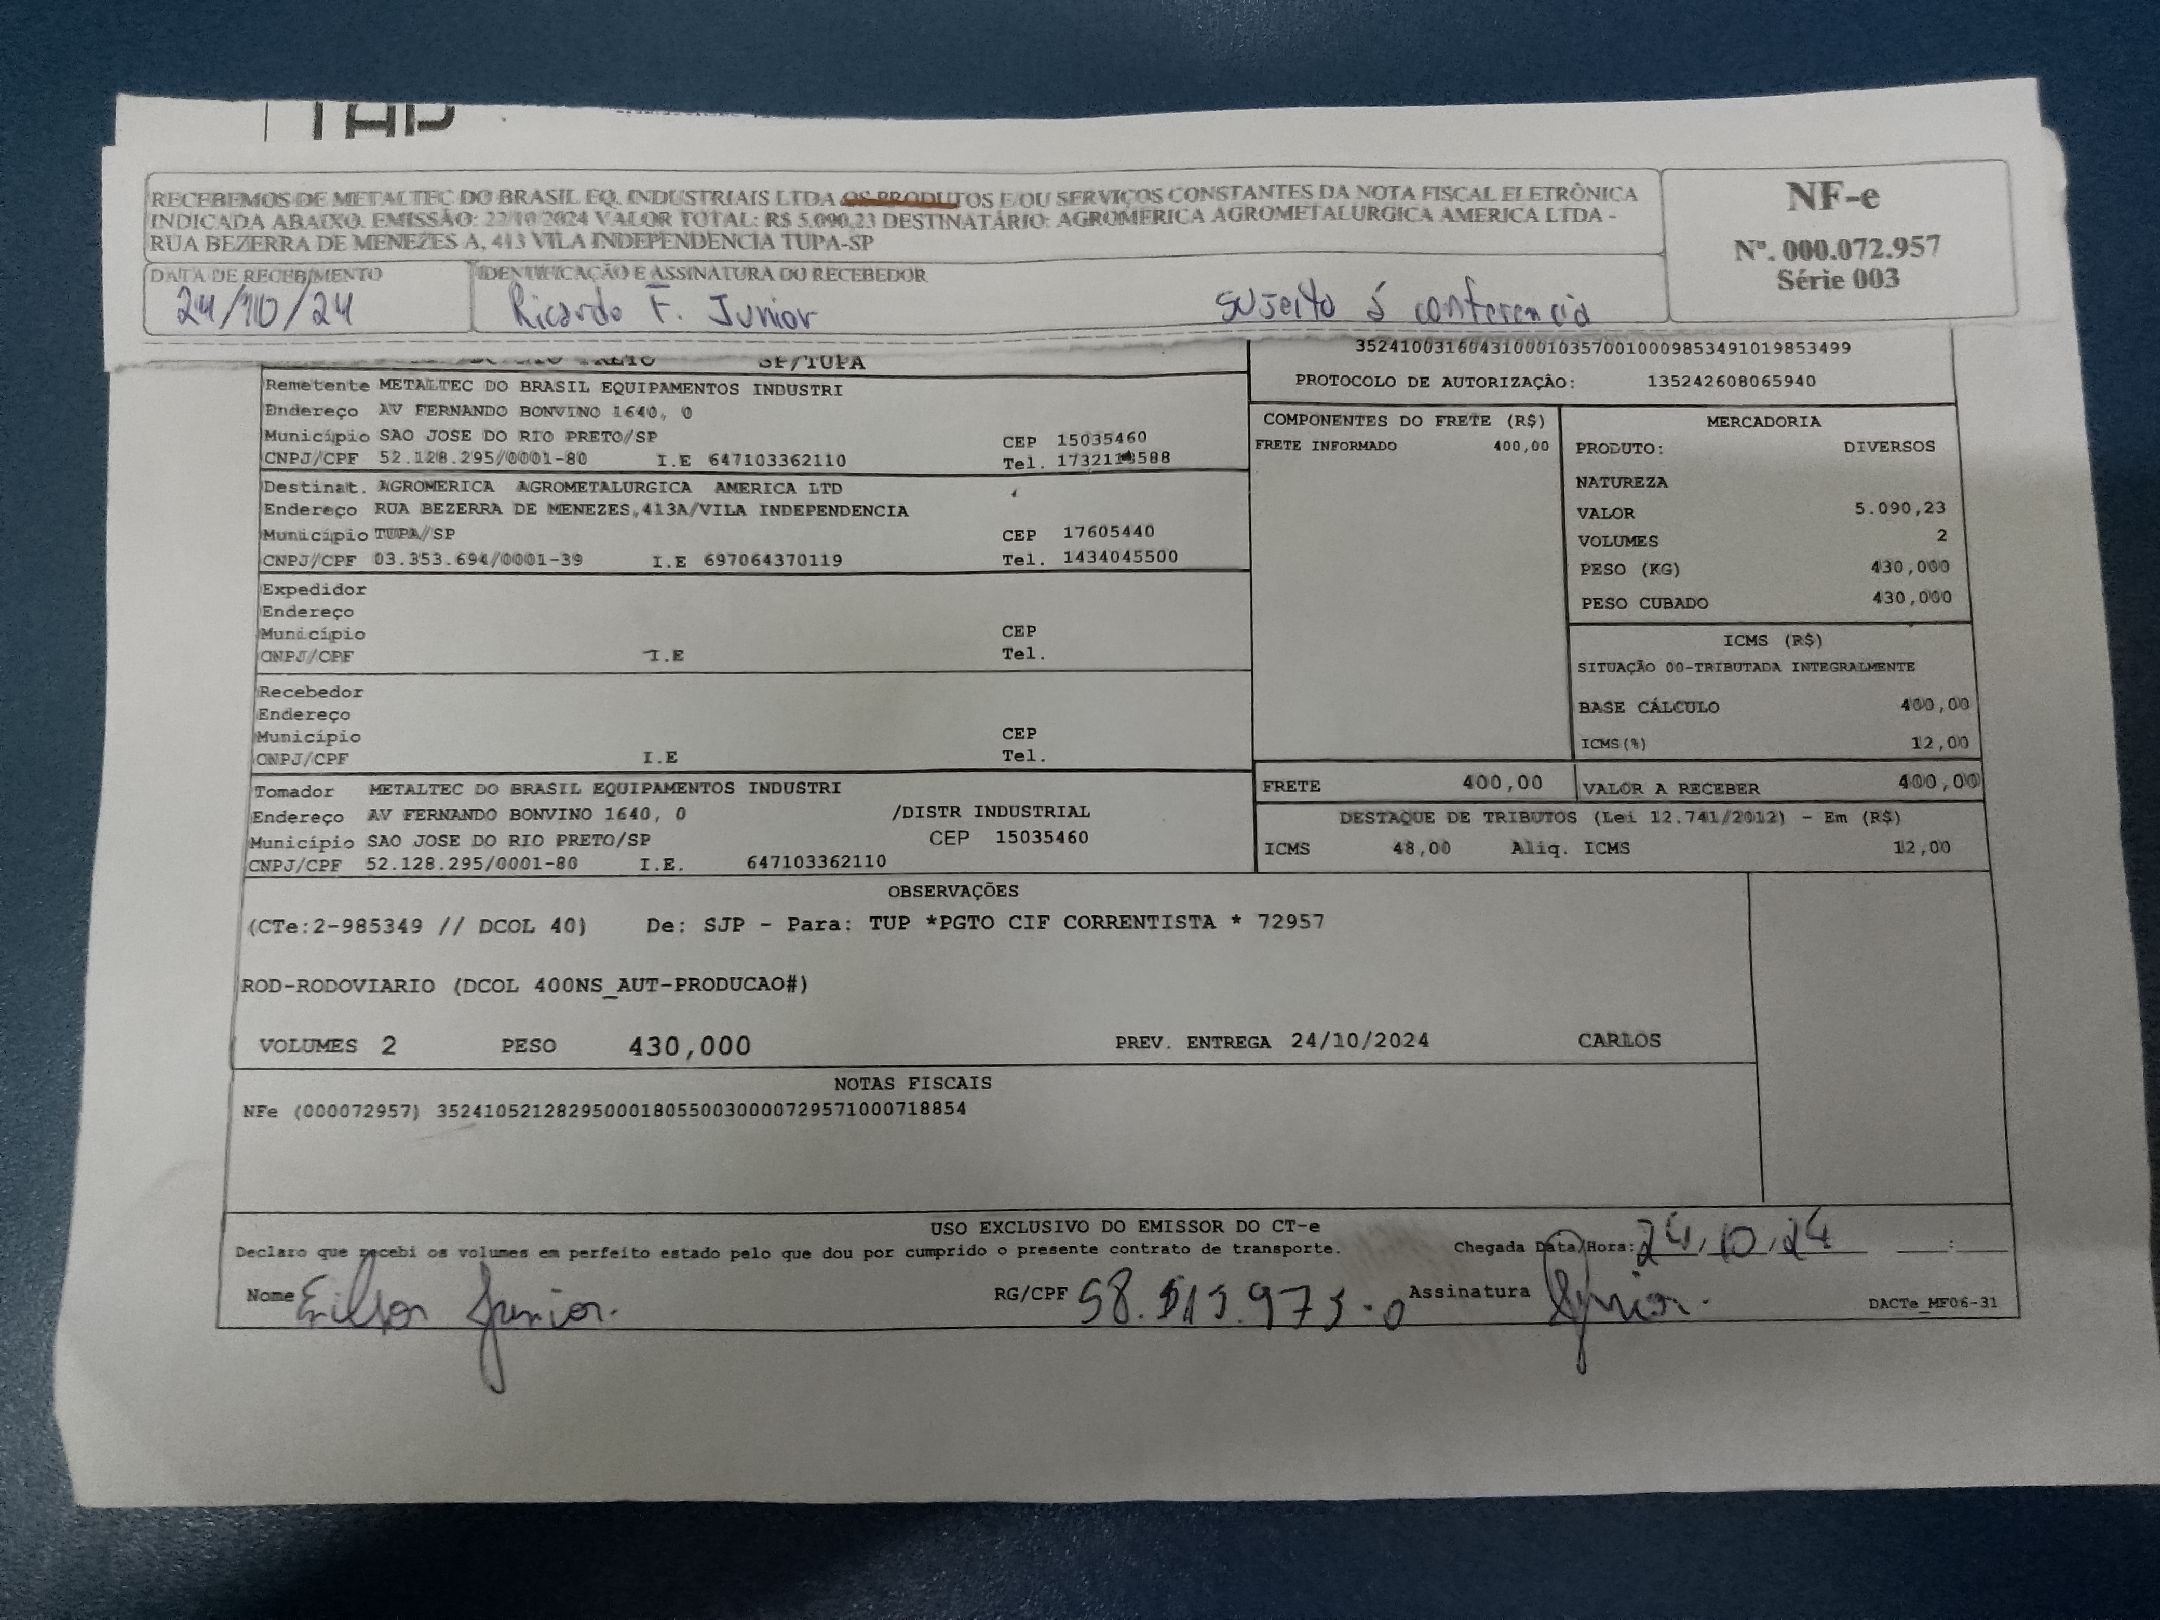 RECEBEMOS DE METALTEC DO BRASIL EQ. INDUSTRIAIS LTDA OS PRODUTOS E/OU SERVIÇOS CONSTANTES DA NOTA FISCAL ELETRÔNICA
INDICADA ABAIXO. EMISSÃO: 22/10/2024 VALOR TOTAL: R$ 5.090,23 DESTINATÁRIO: AGROMERICA AGROMETALURGICA AMERICA LTDA -
RUA BEZERRA DE MENEZES A, 413 VILA INDEPENDENCIA TUPA-SP
NF-e
Nº. 000.072.957
Série 003
DATA DE RECEBIMENTO
24/10/24
IDENTIFICAÇÃO E ASSINATURA DO RECEBEDOR
Ricardo F. Junior sujeito á conferencia
PRETO SP/TUPA
35241003160431000103570010009853491019853499
PROTOCOLO DE AUTORIZAÇÃO: 135242608065940
Remetente METALTEC DO BRASIL EQUIPAMENTOS INDUSTRI
Endereço AV FERNANDO BONVINO 1640, 0
Município SAO JOSE DO RIO PRETO/SP CEP 15035460
CNPJ/CPF 52.128.295/0001-80 I.E 647103362110 Tel.
Destinat. AGROMERICA AGROMETALURGICA AMERICA LTD
Endereço RUA BEZERRA DE MENEZES,413A/VILA INDEPENDENCIA
Município TUPA/SP CEP 17605440
CNPJ/CPF 03.353.694/0001-39 I.E 697064370119 Tel. 1434045500
Expedidor
Endereço
Município CEP
CNPJ/CPF I.E Tel.
Recebedor
Endereço
Município CEP
CNPJ/CPF I.E Tel.
Tomador METALTEC DO BRASIL EQUIPAMENTOS INDUSTRI
Endereço AV FERNANDO BONVINO 1640, 0 /DISTR INDUSTRIAL
Município SAO JOSE DO RIO PRETO/SP CEP 15035460
CNPJ/CPF 52.128.295/0001-80 I.E. 647103362110
COMPONENTES DO FRETE (R$)
FRETE INFORMADO 400,00
MERCADORIA
PRODUTO: DIVERSOS
NATUREZA
VALOR 5.090,23
VOLUMES 2
PESO (KG) 430,000
PESO CUBADO 430,000
ICMS (R$)
SITUAÇÃO 00-TRIBUTADA INTEGRALMENTE
BASE CÁLCULO 400,00
ICMS(%) 12,00
FRETE 400,00 VALOR A RECEBER 400,00
DESTAQUE DE TRIBUTOS (Lei 12.741/2012) - Em (R$)
ICMS 48,00 Aliq. ICMS 12,00
OBSERVAÇÕES
(CTe:2-985349 // DCOL 40) De: SJP - Para: TUP *PGTO CIF CORRENTISTA * 72957
ROD-RODOVIARIO (DCOL 400NS_AUT-PRODUCAO#)
VOLUMES 2 PESO 430,000 PREV. ENTREGA 24/10/2024 CARLOS
NOTAS FISCAIS
NFe (000072957) 35241052128295000180550030000729571000718854
USO EXCLUSIVO DO EMISSOR DO CT-e
Declaro que recebi os volumes em perfeito estado pelo que dou por cumprido o presente contrato de transporte. Chegada Data/Hora: 24/10/24 __:__
Nome Junior. RG/CPF Assinatura Junior.
DACTe_MF06-31